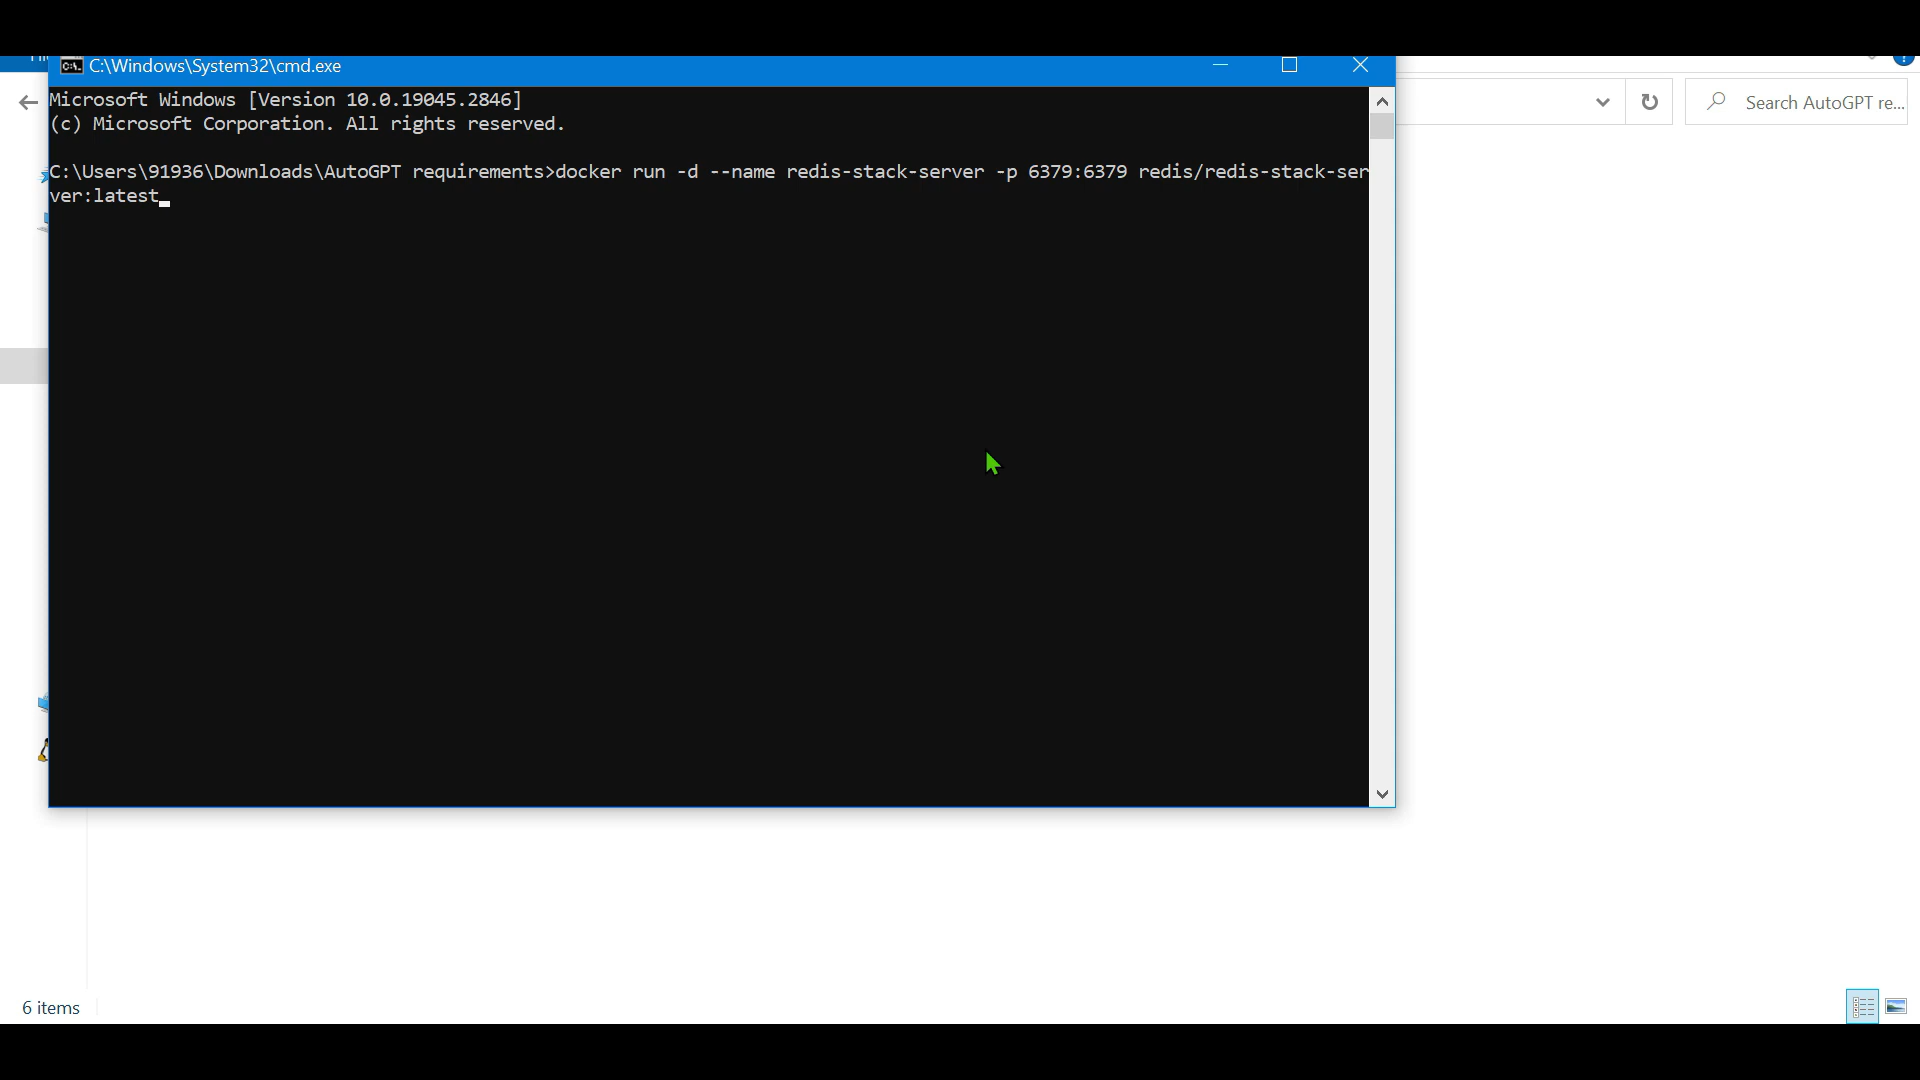 C:\Windows\System32\cmd.exe
Microsoft Windows [Version 10.0.19045.2846]
(c) Microsoft Corporation. All rights reserved.
C:\Users\91936\Downloads\AutoGPT requirements>docker run -d --name redis-stack-server -p 6379:6379 redis/redis-stack-ser
ver:latest
Search AutoGPT re...
6 items